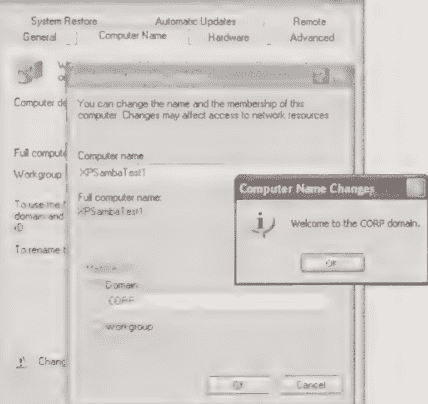 System Restore Automatic Updates Remote
General Computer Name Hardware Advanced
Computer de
You can change the name and the membership of this
computer. Changes may affect access to network resources.
Full compute
Computer name
Workgroup
XPSambaTest1
Full computer name:
XPSambaTest1
To use the
domain and
ID
To rename t
Computer Name Changes
Welcome to the CORP domain.
OK
Domain
CORP
Workgroup
Chang
OK Cancel